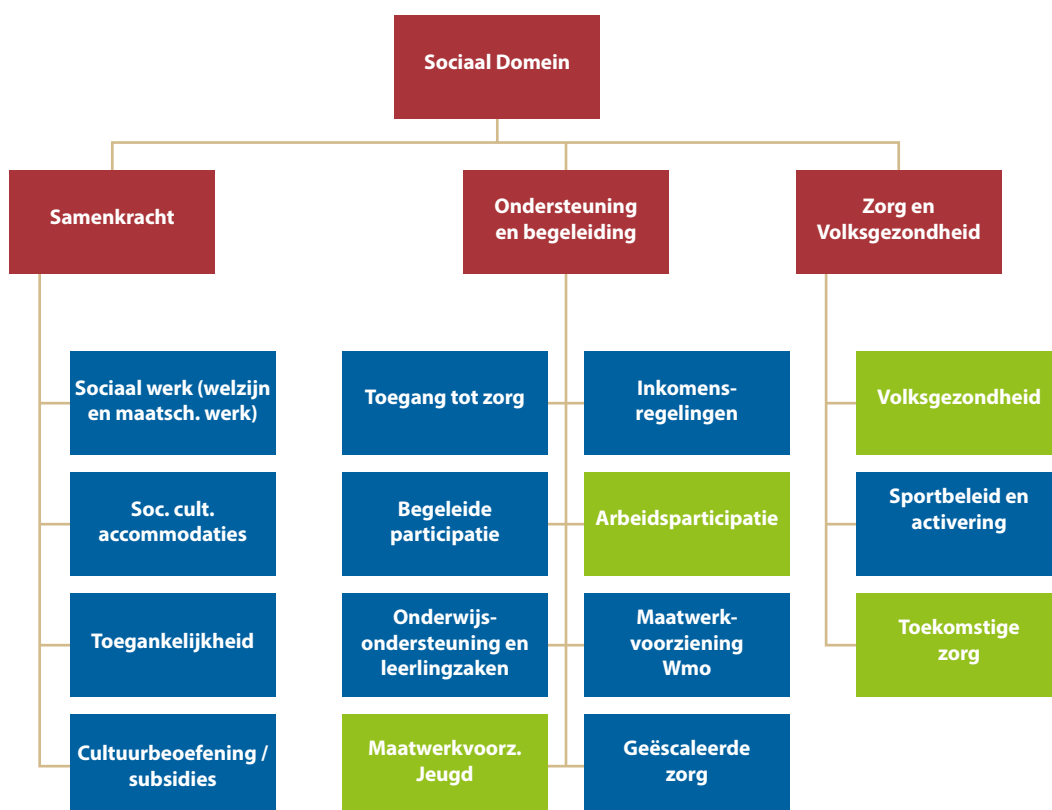 Sociaal Domein
Samenkracht
Ondersteuning
en begeleiding
Zorg en
Volksgezondheid
Sociaal werk (welzijn
en maatsch. werk)
Soc. cult.
accommodaties
Toegankelijkheid
Cultuurbeoefening /
subsidies
Toegang tot zorg
Begeleide
participatie
Onderwijs-
ondersteuning en
leerlingzaken
Maatwerkvoorz.
Jeugd
Inkomens-
regelingen
Arbeidsparticipatie
Maatwerk-
voorziening
Wmo
Geëscaleerde
zorg
Volksgezondheid
Sportbeleid en
activering
Toekomstige
zorg